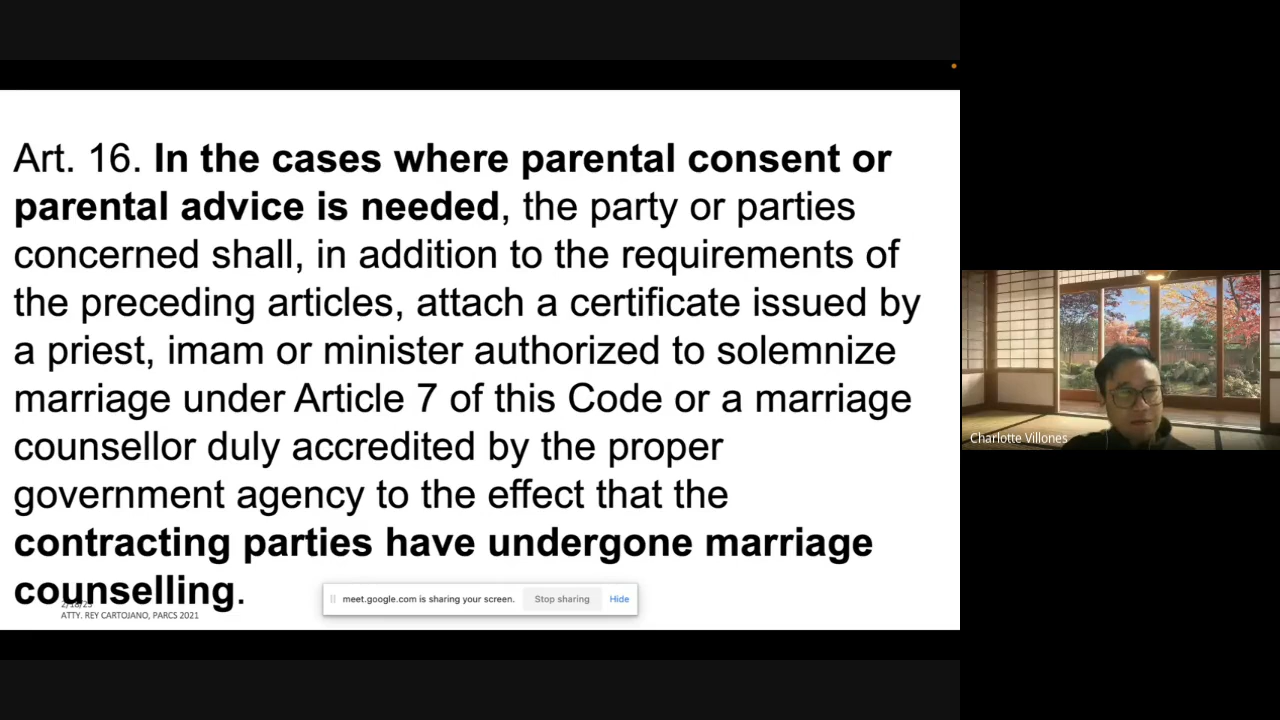 Art. 16. In the cases where parental consent or
parental advice is needed, the party or parties
concerned shall, in addition to the requirements of
the preceding articles, attach a certificate issued by
a priest, imam or minister authorized to solemnize
marriage under Article 7 of this Code or a marriage
counsellor duly accredited by the proper
government agency to the effect that the
contracting parties have undergone marriage
counselling.
ATTY. REY CARTOJANO, PARCS 2021
meet.google.com is sharing your screen. Stop sharing Hide
Charlotte Villones